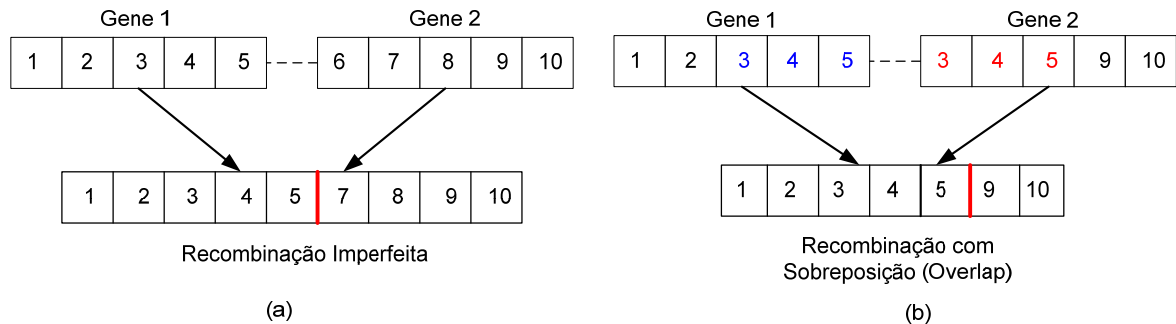 Gene 1 Gene 2
1 2 3 4 5 6 7 8 9 10
1 2 3 4 5 7 8 9 10
Recombinação Imperfeita
(a)
Gene 1 Gene 2
1 2 3 4 5 3 4 5 9 10
1 2 3 4 5 9 10
Recombinação com
Sobreposição (Overlap)
(b)